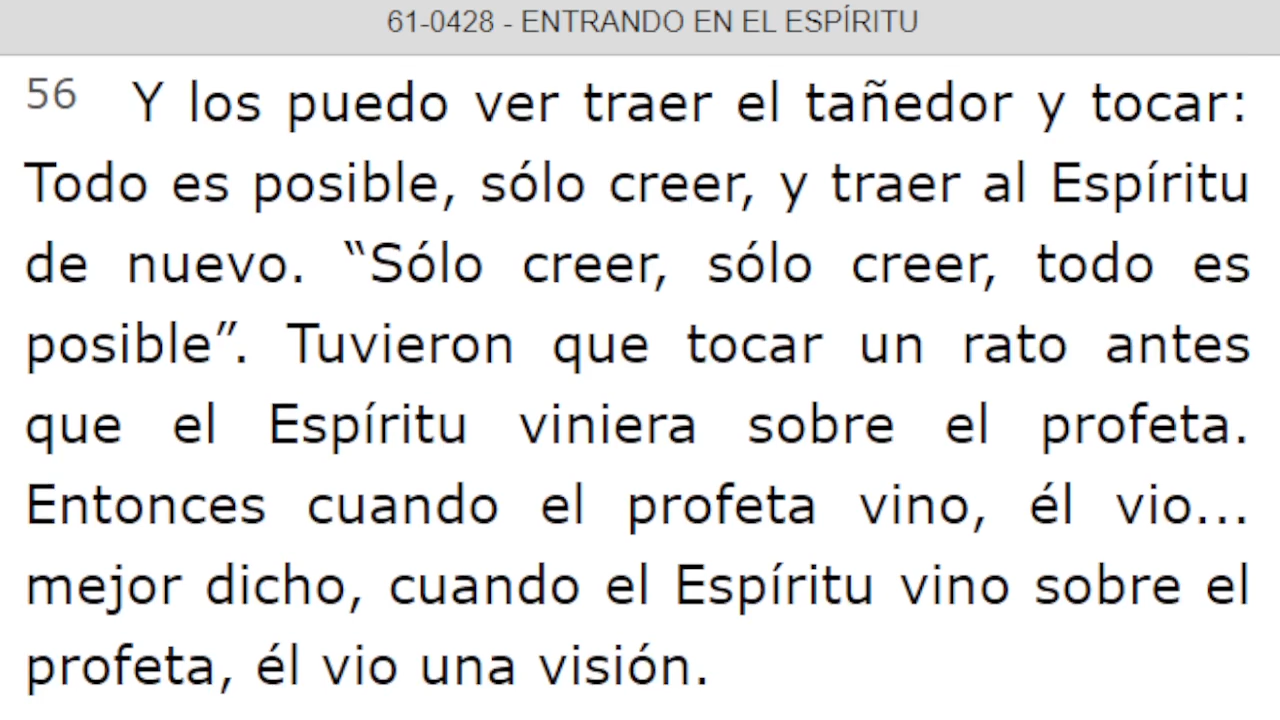 61-0428 - ENTRANDO EN EL ESPÍRITU
56 Y los puedo ver traer el tañedor y tocar:
Todo es posible, sólo creer, y traer al Espíritu
de nuevo. “Sólo creer, sólo creer, todo es
posible”. Tuvieron que tocar un rato antes
que el Espíritu viniera sobre el profeta.
Entonces cuando el profeta vino, él vio...
mejor dicho, cuando el Espíritu vino sobre el
profeta, él vio una visión.